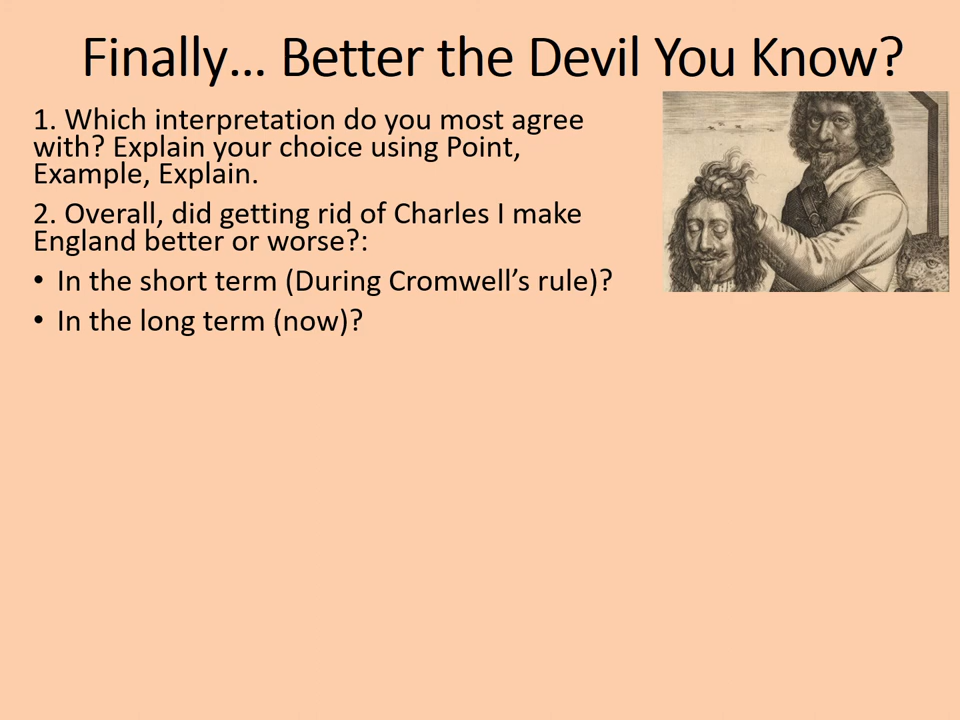 Finally… Better the Devil You Know?
1. Which interpretation do you most agree
with? Explain your choice using Point,
Example, Explain.
2. Overall, did getting rid of Charles I make
England better or worse?:
• In the short term (During Cromwell’s rule)?
• In the long term (now)?